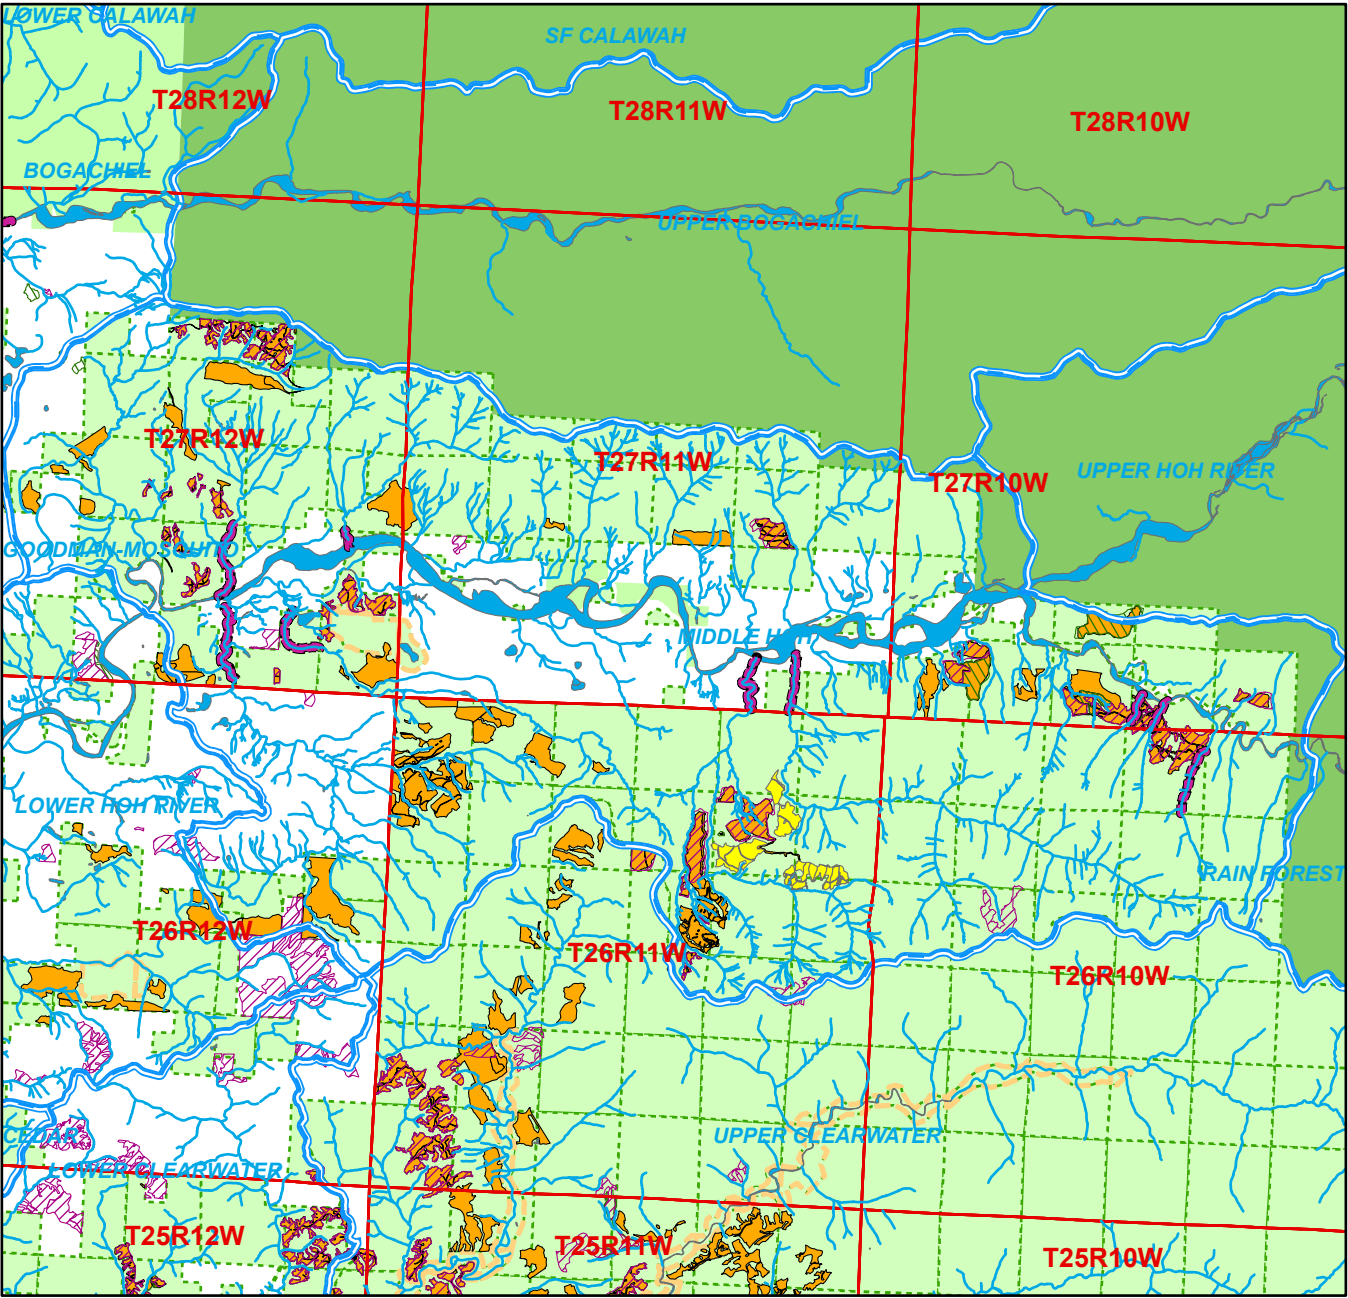 LOWER CALAWAH
SF CALAWAH
T28R12W
T28R11W
T28R10W
BOGACHIEL
UPPER BOGACHIEL
T27R12W
T27R11W
T27R10W
UPPER HOH RIVER
GOODMAN-MOSQUITO
MIDDLE HOH
LOWER HOH RIVER
RAIN FOREST
T26R12W
T26R11W
T26R10W
CEDAR
UPPER CLEARWATER
LOWER CLEARWATER
T25R12W
T25R11W
T25R10W